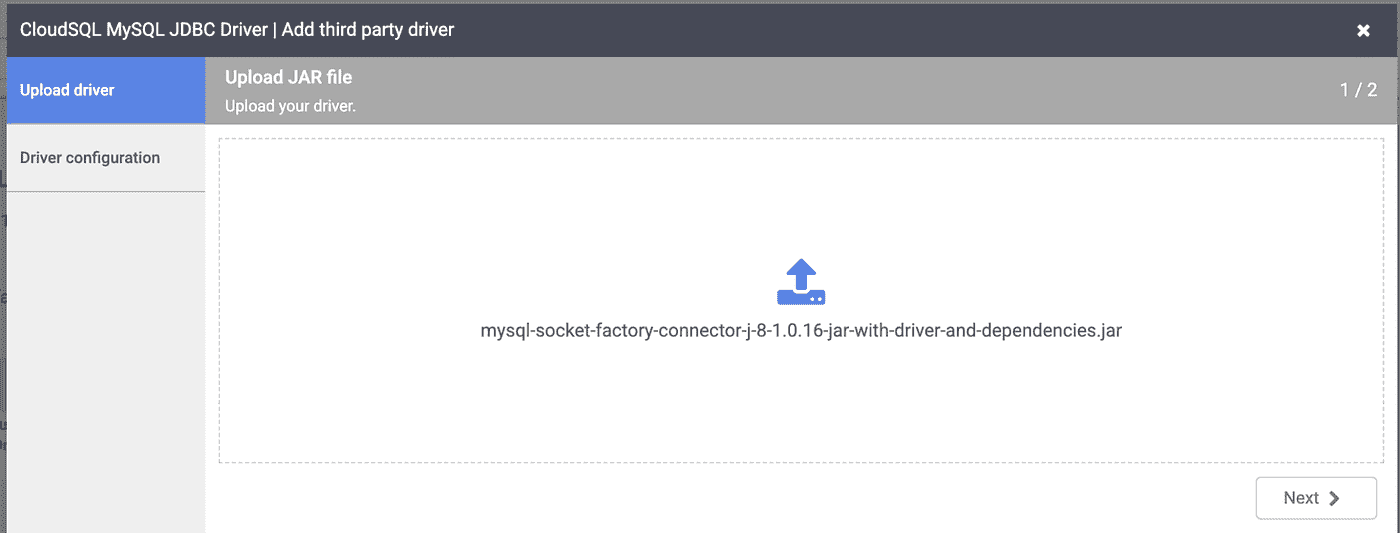 CloudSQL MySQL JDBC Driver | Add third party driver
Upload driver
Upload JAR file
Upload your driver.
1 / 2
Driver configuration
mysql-socket-factory-connector-j-8-1.0.16-jar-with-driver-and-dependencies.jar
Next